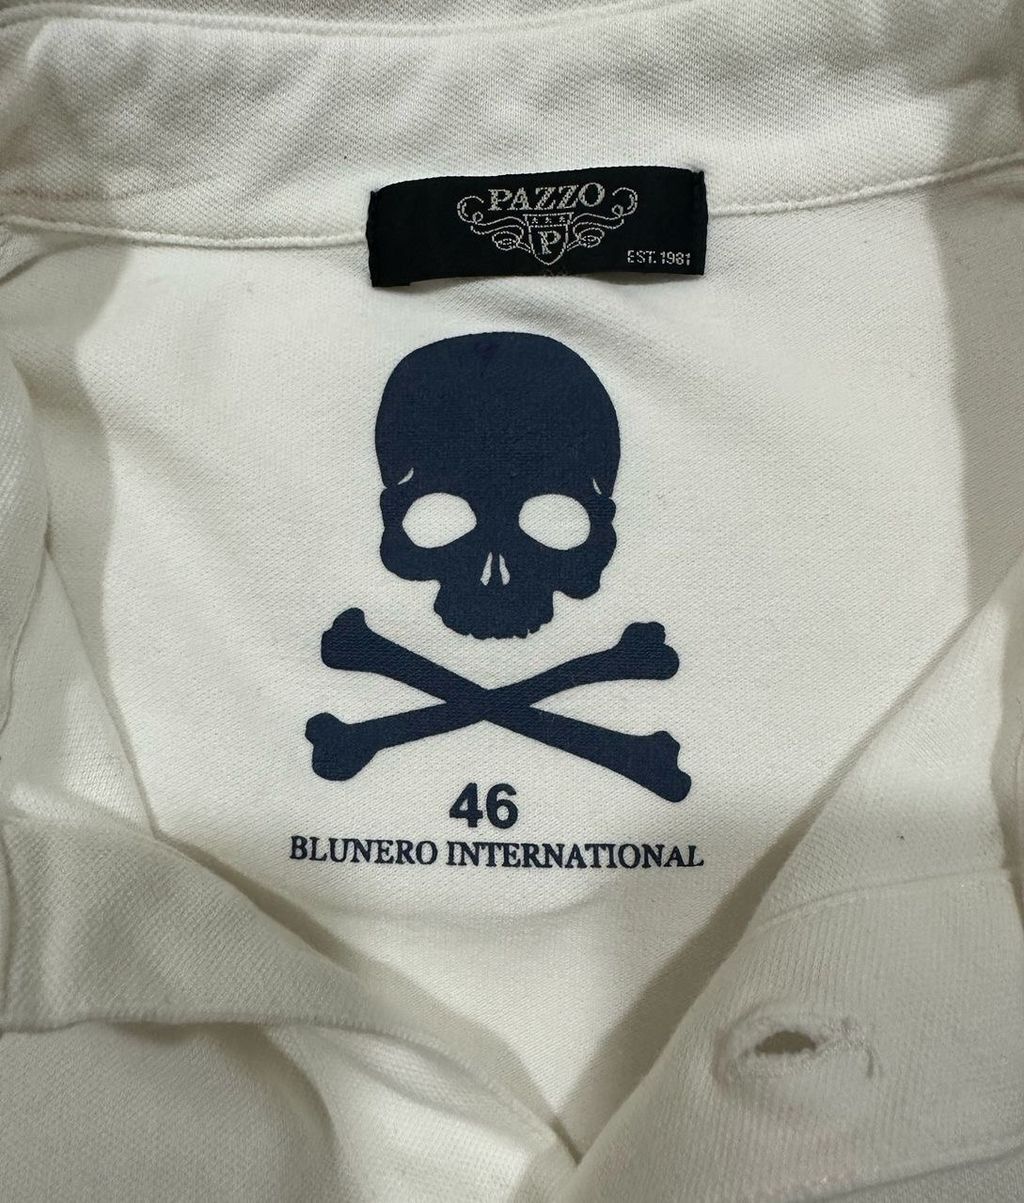 PAZZO
P
EST. 1981
46
BLUNERO INTERNATIONAL